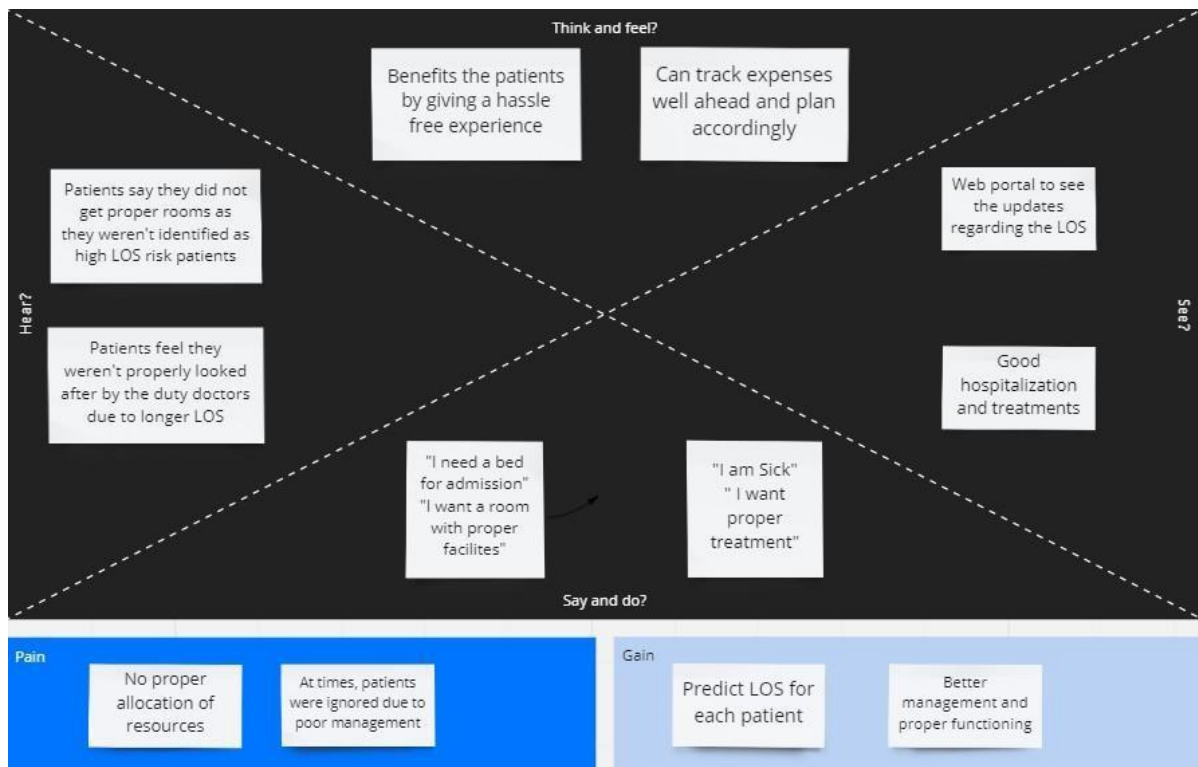 Think and feel?
Benefits the patients
by giving a hassle
free experience
Can track expenses
well ahead and plan
accordingly
Hear?
Patients say they did not
get proper rooms as
they weren't identified as
high LOS risk patients
Patients feel they
weren't properly looked
after by the duty doctors
due to longer LOS
See?
Web portal to see
the updates
regarding the LOS
Good
hospitalization
and treatments
"I need a bed
for admission"
"I want a room
with proper
facilites"
"I am Sick"
" I want
proper
treatment"
Say and do?
Pain
No proper
allocation of
resources
At times, patients
were ignored due to
poor management
Gain
Predict LOS for
each patient
Better
management and
proper functioning